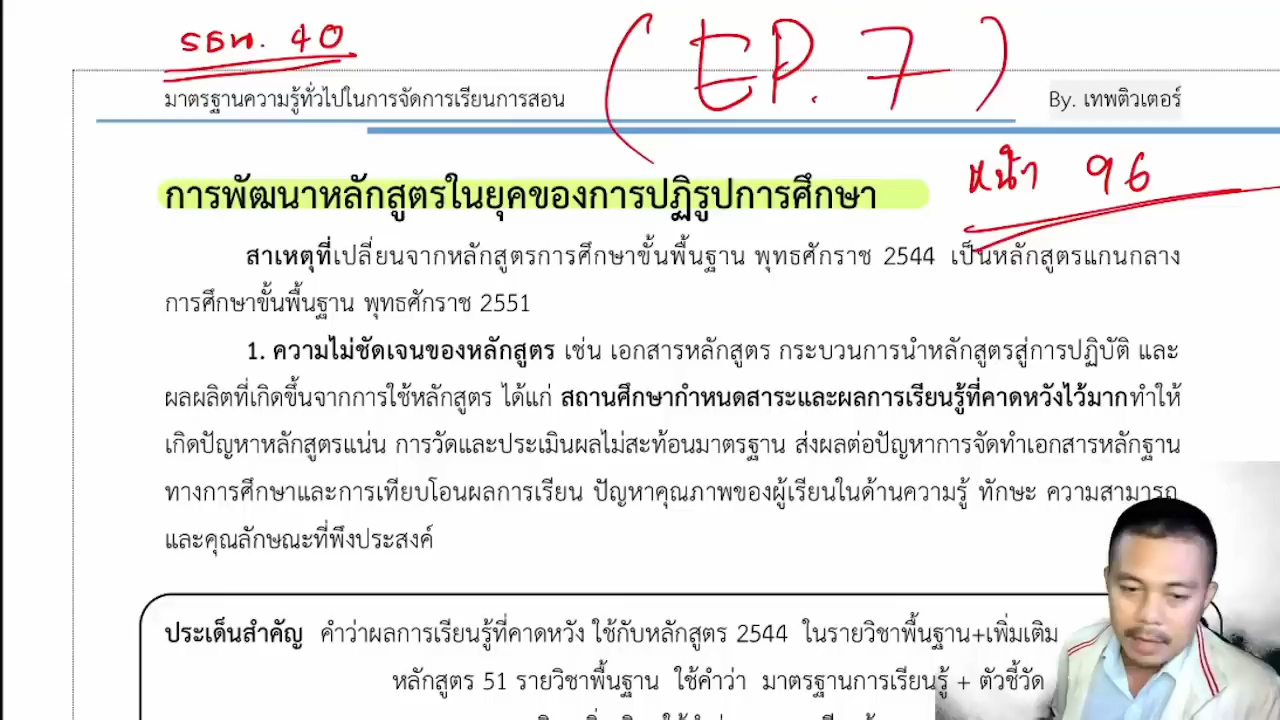 รธน. 40
(EP. 7)
มาตรฐานความรู้ทั่วไปในการจัดการเรียนการสอน
By. เทพติวเตอร์
หน้า 96
การพัฒนาหลักสูตรในยุคของการปฏิรูปการศึกษา
สาเหตุที่เปลี่ยนจากหลักสูตรการศึกษาขั้นพื้นฐาน พุทธศักราช 2544 เป็นหลักสูตรแกนกลาง
การศึกษาขั้นพื้นฐาน พุทธศักราช 2551
1. ความไม่ชัดเจนของหลักสูตร เช่น เอกสารหลักสูตร กระบวนการนำหลักสูตรสู่การปฏิบัติ และ
ผลผลิตที่เกิดขึ้นจากการใช้หลักสูตร ได้แก่ สถานศึกษากำหนดสาระและผลการเรียนรู้ที่คาดหวังไว้มากทำให้
เกิดปัญหาหลักสูตรแน่น การวัดและประเมินผลไม่สะท้อนมาตรฐาน ส่งผลต่อปัญหาการจัดทำเอกสารหลักฐาน
ทางการศึกษาและการเทียบโอนผลการเรียน ปัญหาคุณภาพของผู้เรียนในด้านความรู้ ทักษะ ความสามารถ
และคุณลักษณะที่พึงประสงค์
ประเด็นสำคัญ คำว่าผลการเรียนรู้ที่คาดหวัง ใช้กับหลักสูตร 2544 ในรายวิชาพื้นฐาน+เพิ่มเติม
หลักสูตร 51 รายวิชาพื้นฐาน ใช้คำว่า มาตรฐานการเรียนรู้ + ตัวชี้วัด